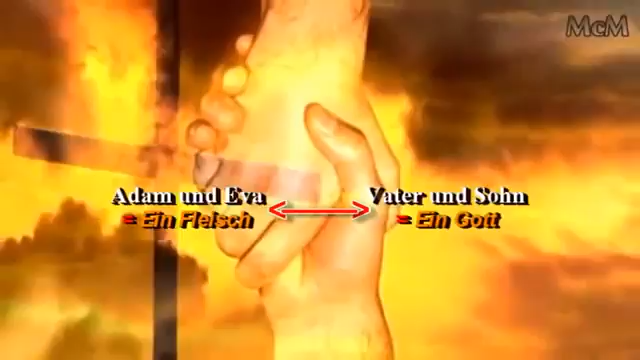 McM
Adam und Eva
= Ein Fleisch
Vater und Sohn
= Ein Gott